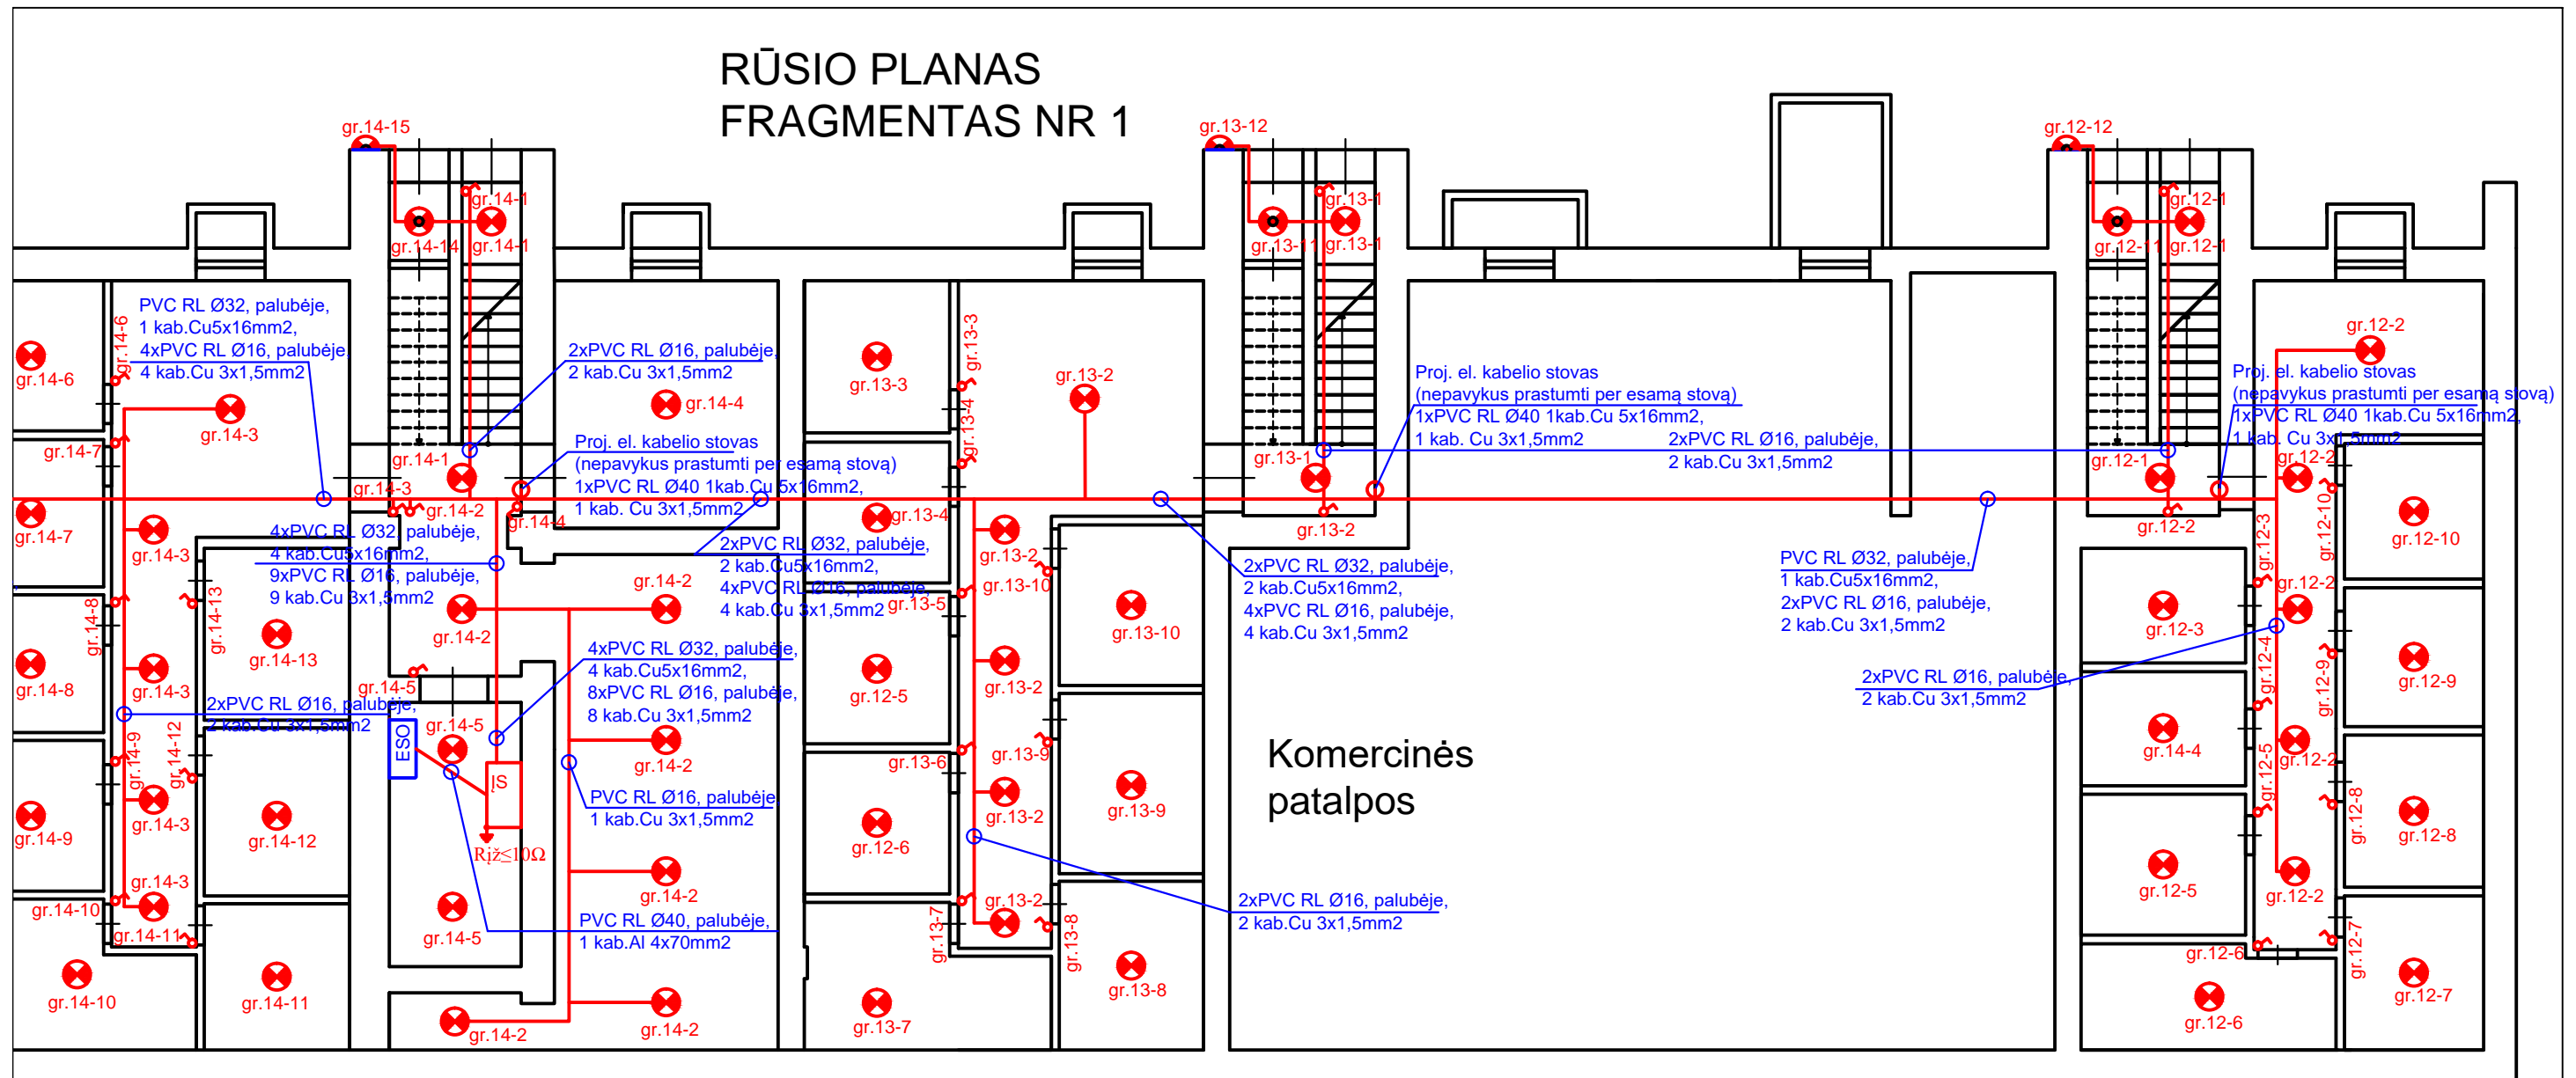 RŪSIO PLANAS
FRAGMENTAS NR 1
gr.14-15
gr.13-12
gr.12-12
gr.14-1
gr.13-1
gr.12-1
gr.14-14
gr.14-1
gr.13-11
gr.13-1
gr.12-11
gr.12-1
PVC RL Ø32, palubėje,
1 kab.Cu5x16mm2,
4xPVC RL Ø16, palubėje,
4 kab.Cu 3x1,5mm2
gr.14-6
gr.14-6
gr.14-3
gr.14-7
2xPVC RL Ø16, palubėje,
2 kab.Cu 3x1,5mm2
gr.14-4
Proj. el. kabelio stovas
(nepavykus prastumti per esamą stovą)
1xPVC RL Ø40 1kab.Cu 5x16mm2,
1 kab. Cu 3x1,5mm2
gr.14-1
gr.14-3
gr.14-2
gr.14-4
gr.13-3
gr.13-3
gr.13-4
gr.13-2
Proj. el. kabelio stovas
(nepavykus prastumti per esamą stovą)
1xPVC RL Ø40 1kab.Cu 5x16mm2,
1 kab. Cu 3x1,5mm2
2xPVC RL Ø16, palubėje,
2 kab.Cu 3x1,5mm2
gr.13-1
gr.13-2
gr.12-1
gr.12-2
gr.12-2
Proj. el. kabelio stovas
(nepavykus prastumti per esamą stovą)
1xPVC RL Ø40 1kab.Cu 5x16mm2,
1 kab. Cu 3x1,5mm2
gr.12-2
gr.12-10
gr.12-3
gr.12-10
gr.14-7
gr.14-3
4xPVC RL Ø32, palubėje,
4 kab.Cu5x16mm2,
9xPVC RL Ø16, palubėje,
9 kab.Cu 3x1,5mm2
2xPVC RL Ø32, palubėje,
2 kab.Cu5x16mm2,
4xPVC RL Ø16, palubėje,
4 kab.Cu 3x1,5mm2
gr.13-4
gr.13-2
gr.13-10
gr.13-5
gr.13-10
2xPVC RL Ø32, palubėje,
2 kab.Cu5x16mm2,
4xPVC RL Ø16, palubėje,
4 kab.Cu 3x1,5mm2
PVC RL Ø32, palubėje,
1 kab.Cu5x16mm2,
2xPVC RL Ø16, palubėje,
2 kab.Cu 3x1,5mm2
gr.12-2
gr.12-3
gr.12-4
gr.12-9
gr.12-9
gr.14-8
gr.14-13
gr.14-13
gr.14-2
gr.14-2
gr.14-8
gr.14-3
gr.14-5
4xPVC RL Ø32, palubėje,
4 kab.Cu5x16mm2,
8xPVC RL Ø16, palubėje,
8 kab.Cu 3x1,5mm2
gr.12-5
gr.13-2
2xPVC RL Ø16, palubėje,
2 kab.Cu 3x1,5mm2
2xPVC RL Ø16, palubėje,
2 kab.Cu 3x1,5mm2
gr.14-9
gr.14-12
ESO
gr.14-5
ĮS
gr.14-2
gr.13-6
gr.13-9
Komercinės
patalpos
gr.14-4
gr.12-5
gr.12-2
gr.12-8
gr.12-8
gr.14-9
gr.14-3
gr.14-12
Rįž≤10Ω
PVC RL Ø16, palubėje,
1 kab.Cu 3x1,5mm2
gr.12-6
gr.13-2
gr.13-9
gr.14-3
gr.14-10
gr.14-11
gr.14-5
gr.14-2
PVC RL Ø40, palubėje,
1 kab.Al 4x70mm2
gr.13-2
gr.13-7
gr.13-8
2xPVC RL Ø16, palubėje,
2 kab.Cu 3x1,5mm2
gr.12-5
gr.12-2
gr.12-6
gr.12-7
gr.14-10
gr.14-11
gr.14-2
gr.14-2
gr.13-7
gr.13-8
gr.12-6
gr.12-7